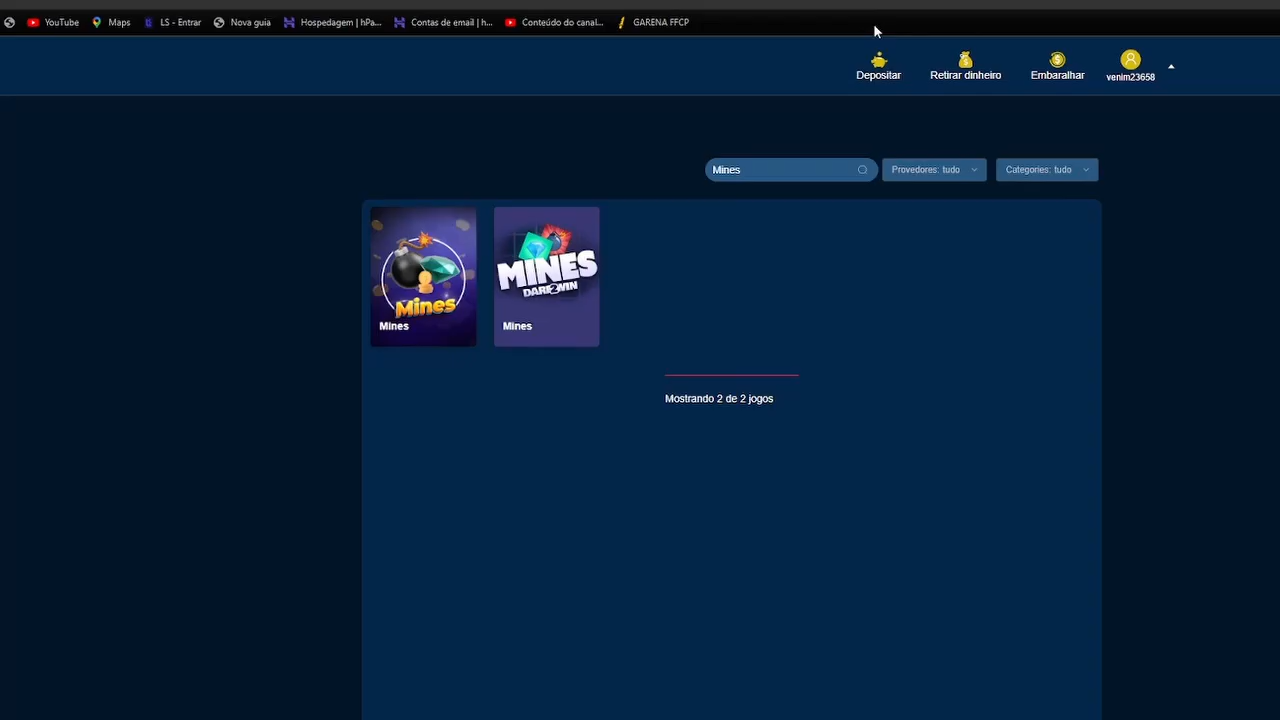 YouTube Maps LS - Entrar Nova guia Hospedagem | hPa... Contas de email | h... Conteúdo do canal... GARENA FFCP
Depositar Retirar dinheiro Embaralhar venim23658
Mines Provedores: tudo Categories: tudo
Mines
MINES
DARE2WIN
Mines Mines
Mostrando 2 de 2 jogos